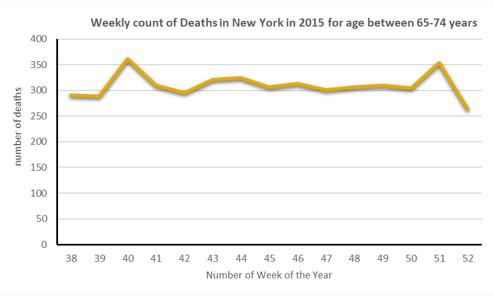 Weekly count of Deaths in New York in 2015 for age between 65-74 years
400
350
300
250
200
150
100
50
0
number of deaths
38 39 40 41 42 43 44 45 46 47 48 49 50 51 52
Number of Week of the Year